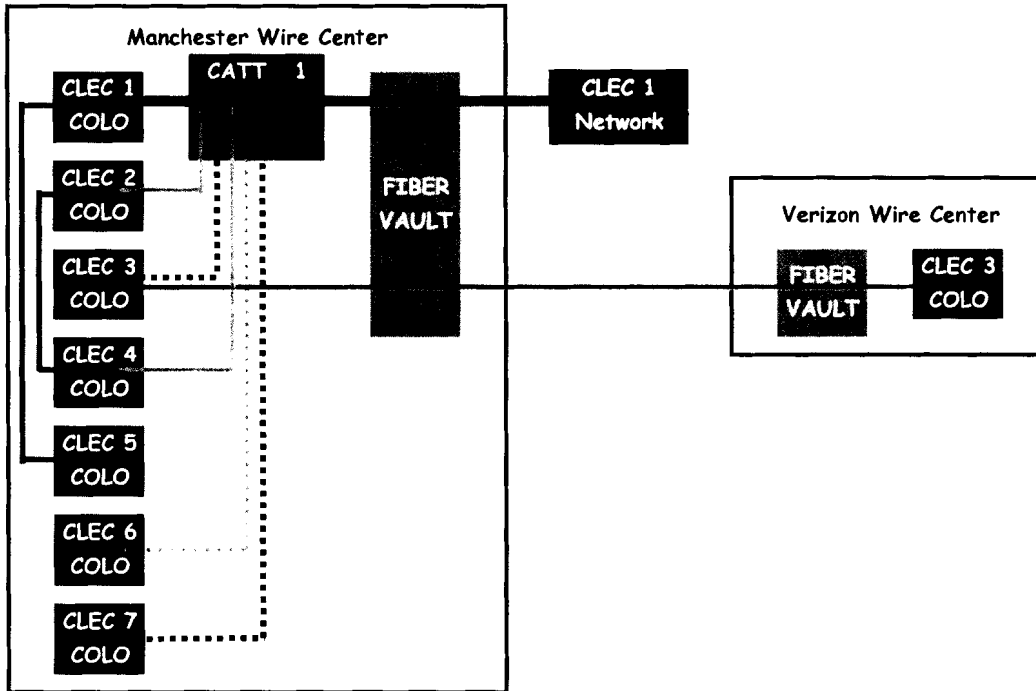 Manchester Wire Center
CATT 1
CLEC 1
COLO
CLEC 1
Network
CLEC 2
COLO
FIBER
VAULT
Verizon Wire Center
CLEC 3
COLO
FIBER
VAULT
CLEC 3
COLO
CLEC 4
COLO
CLEC 5
COLO
CLEC 6
COLO
CLEC 7
COLO